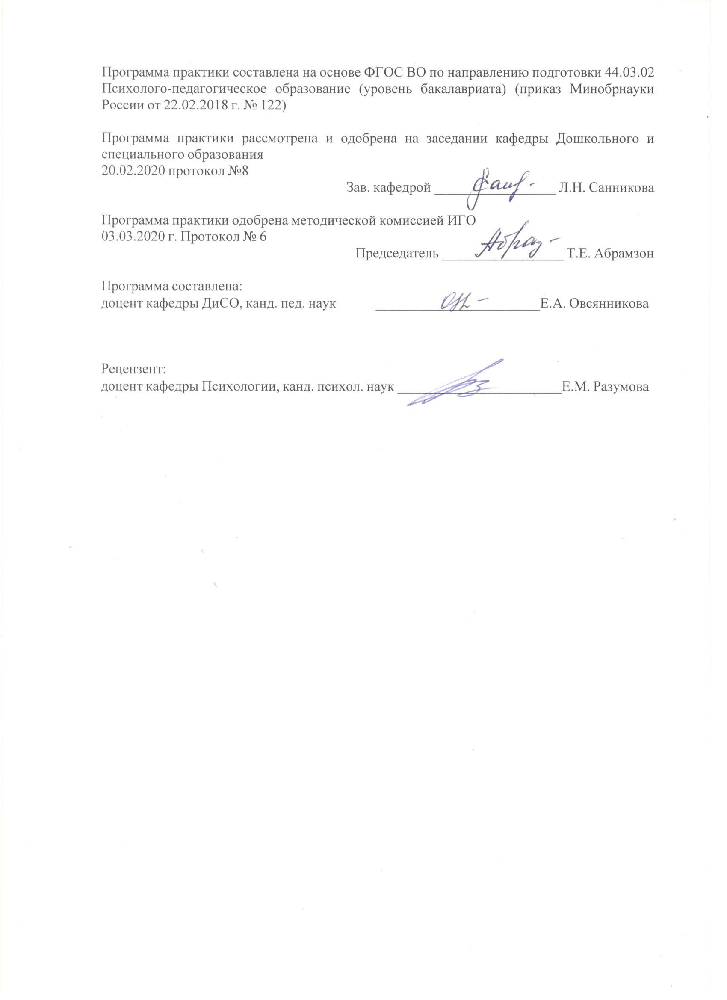 Программа практики составлена на основе ФГОС ВО по направлению подготовки 44.03.02
Психолого-педагогическое образование (уровень бакалавриата) (приказ Минобрнауки
России от 22.02.2018 г. № 122)
Программа практики рассмотрена и одобрена на заседании кафедры Дошкольного и
специального образования
20.02.2020 протокол №8
Зав. кафедрой _________________ Л.Н. Санникова
Программа практики одобрена методической комиссией ИГО
03.03.2020 г. Протокол № 6
Председатель _________________ Т.Е. Абрамзон
Программа составлена:
доцент кафедры ДиСО, канд. пед. наук _______________________Е.А. Овсянникова
Рецензент:
доцент кафедры Психологии, канд. психол. наук _______________________Е.М. Разумова